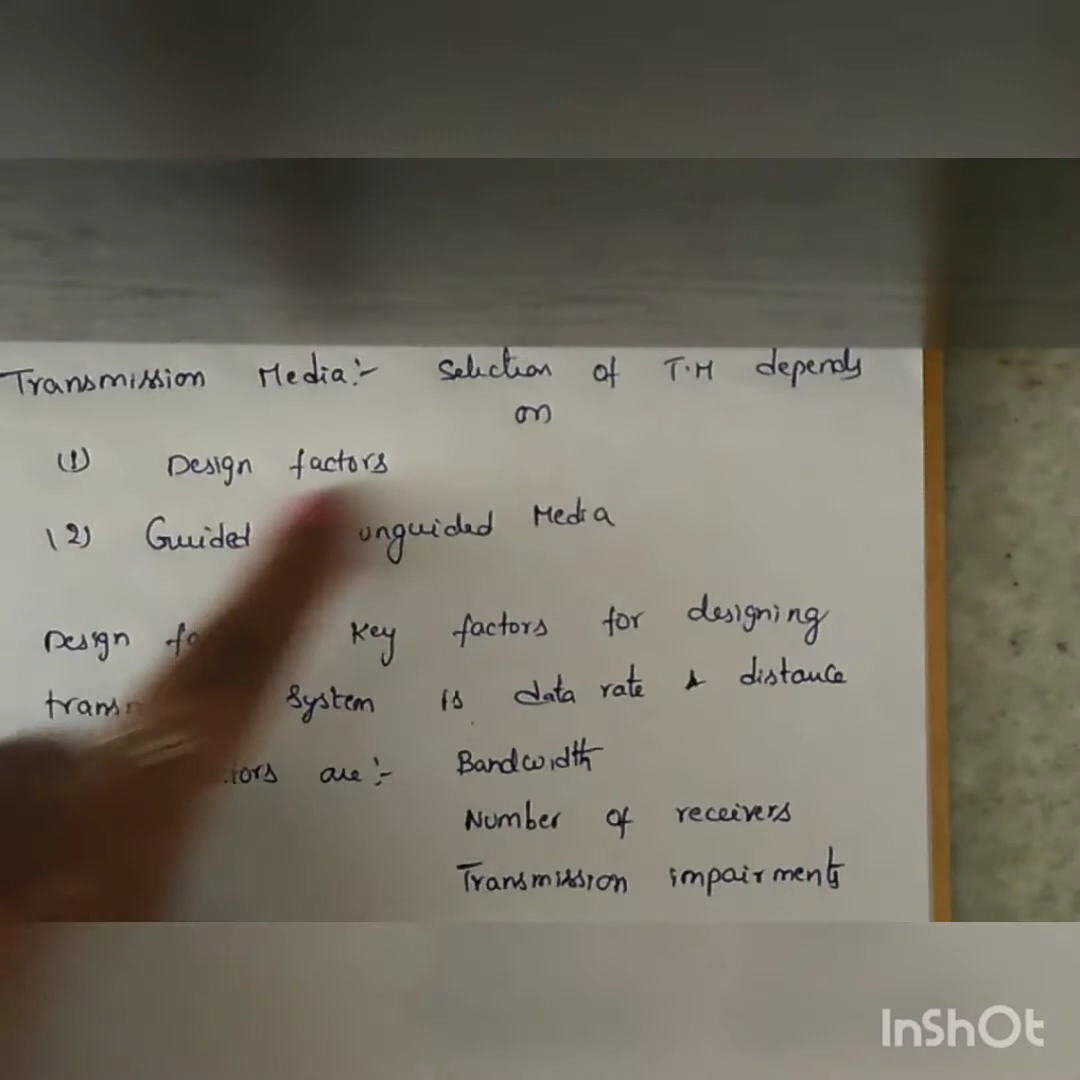 Transmission Media:- Selection of T.M depends
on
(1) Design factors
(2) Guided unguided Media
Design Key factors for designing
System is data rate & distance
are:- Bandwidth
Number of receivers
Transmission impairments
InShOt